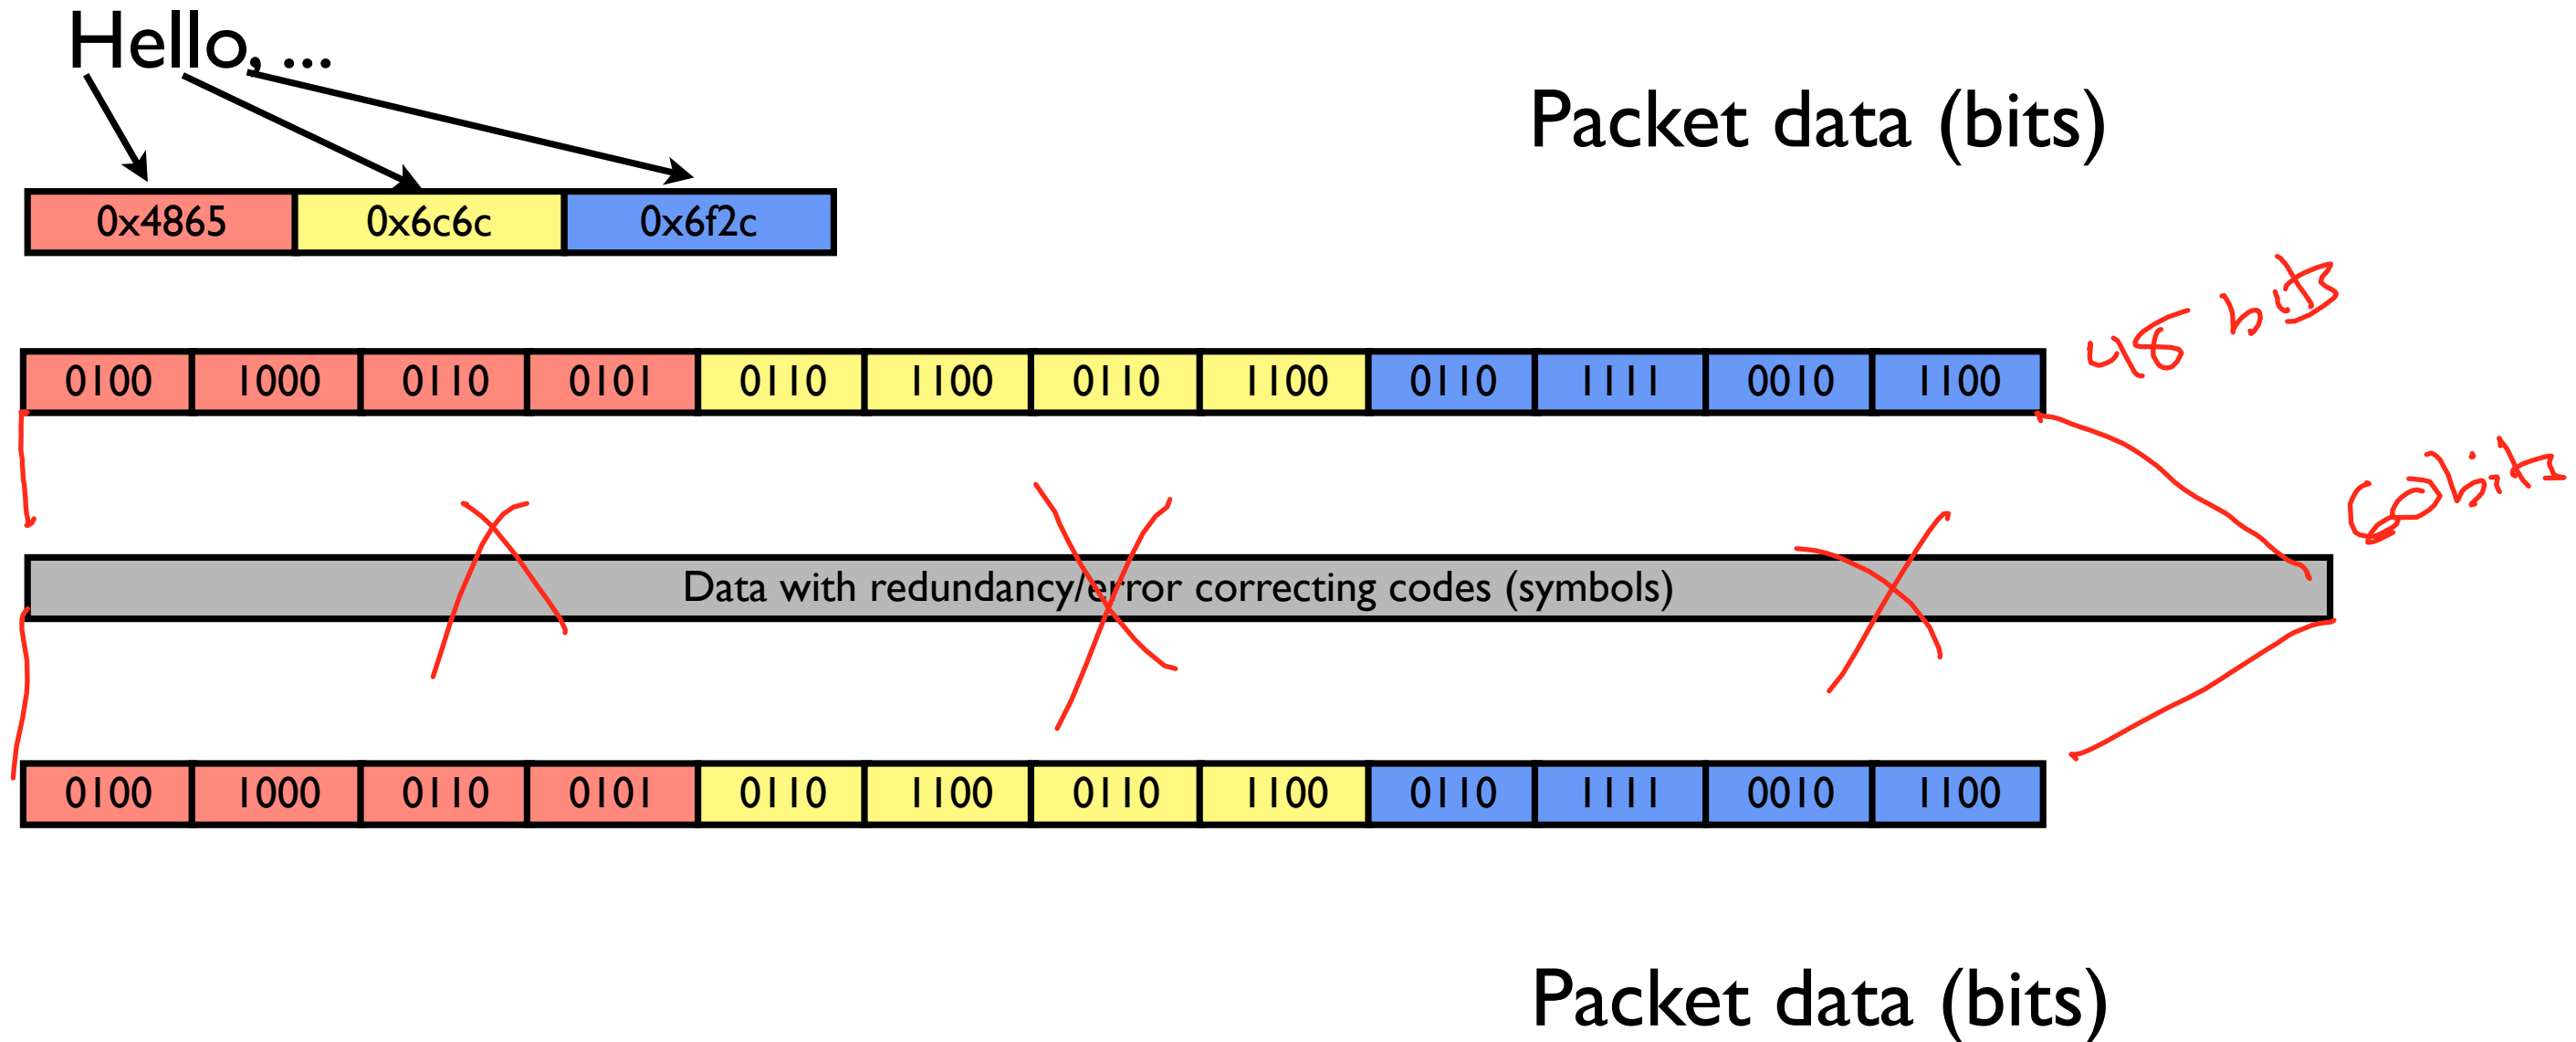 Hello, ...
Packet data (bits)
0x4865 0x6c6c 0x6f2c
48 bits
0100 1000 0110 0101 0110 1100 0110 1100 0110 1111 0010 1100
60 bits
Data with redundancy/error correcting codes (symbols)
0100 1000 0110 0101 0110 1100 0110 1100 0110 1111 0010 1100
Packet data (bits)